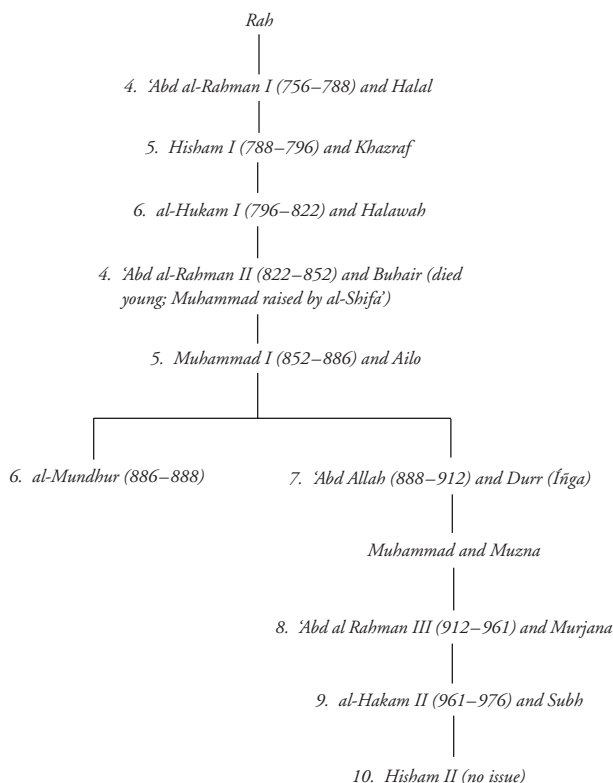 Rah
4. ‘Abd al-Rahman I (756–788) and Halal
5. Hisham I (788–796) and Khazraf
6. al-Hukam I (796–822) and Halawah
4. ‘Abd al-Rahman II (822–852) and Buhair (died
young; Muhammad raised by al-Shifa’)
5. Muhammad I (852–886) and Ailo
6. al-Mundhur (886–888)
7. ‘Abd Allah (888–912) and Durr (Íñga)
Muhammad and Muzna
8. ‘Abd al Rahman III (912–961) and Murjana
9. al-Hakam II (961–976) and Subh
10. Hisham II (no issue)